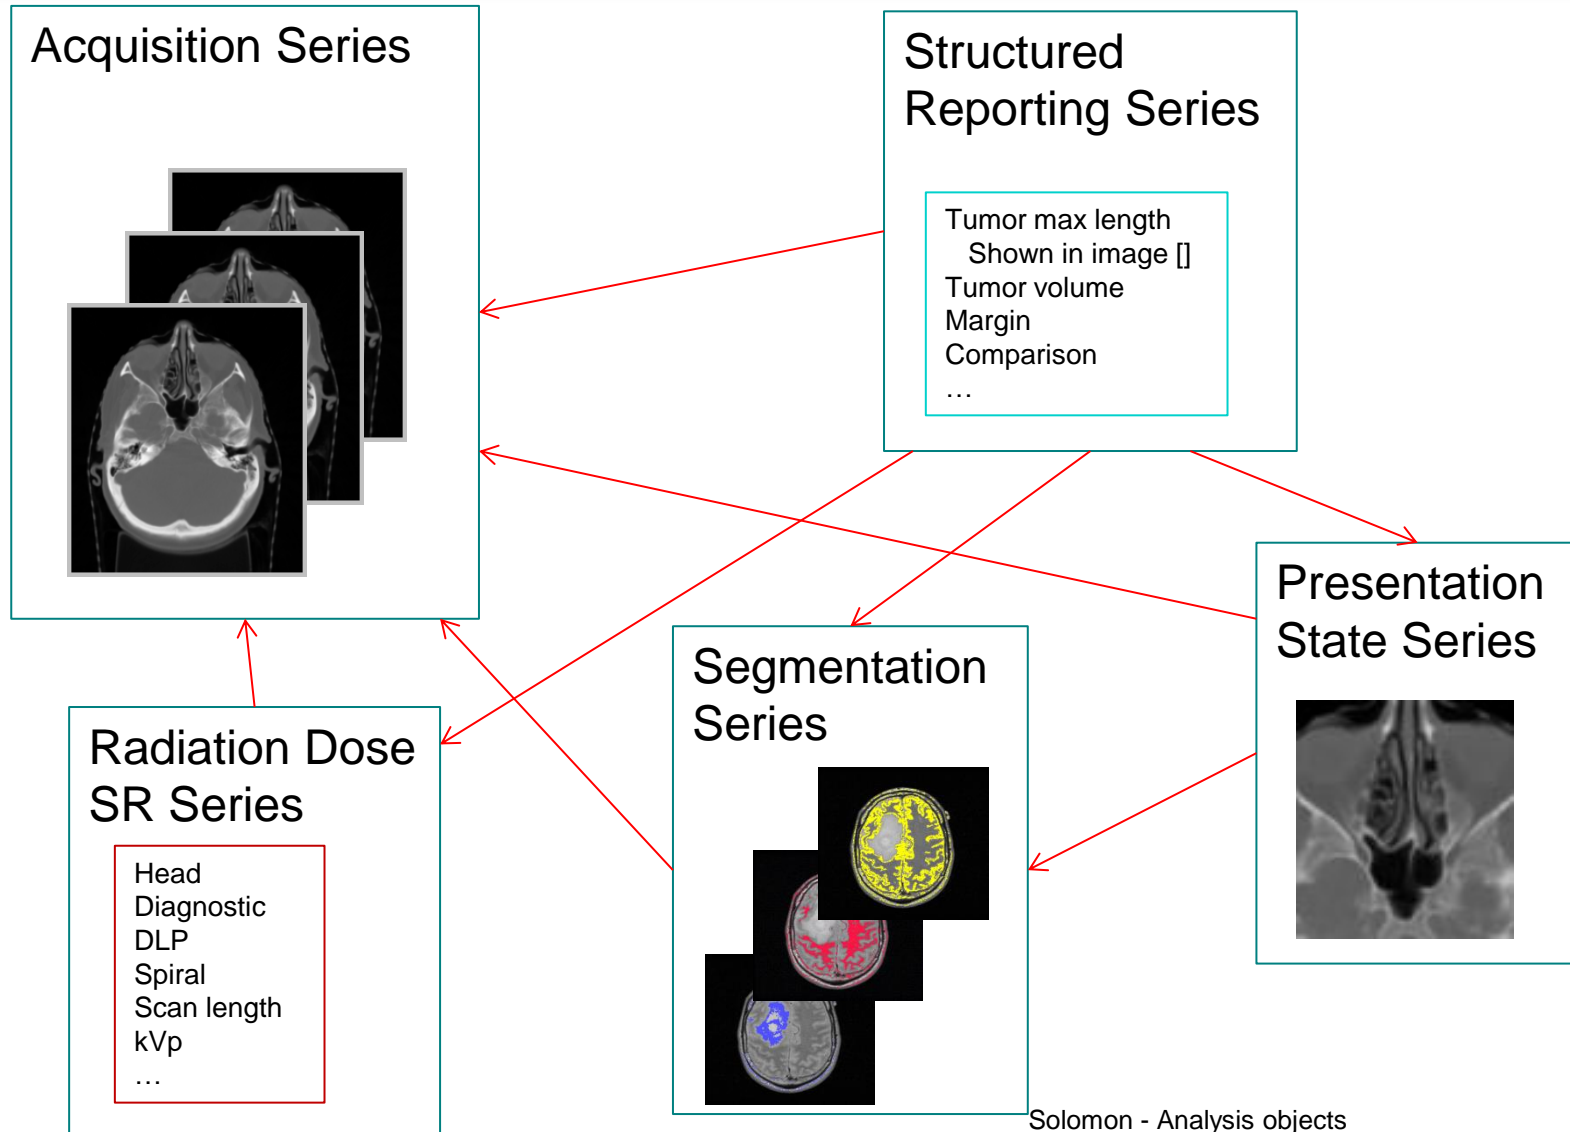 Acquisition Series
Structured
Reporting Series
Tumor max length
Shown in image []
Tumor volume
Margin
Comparison
…
Presentation
State Series
Segmentation
Series
Radiation Dose
SR Series
Head
Diagnostic
DLP
Spiral
Scan length
kVp
…
Solomon - Analysis objects